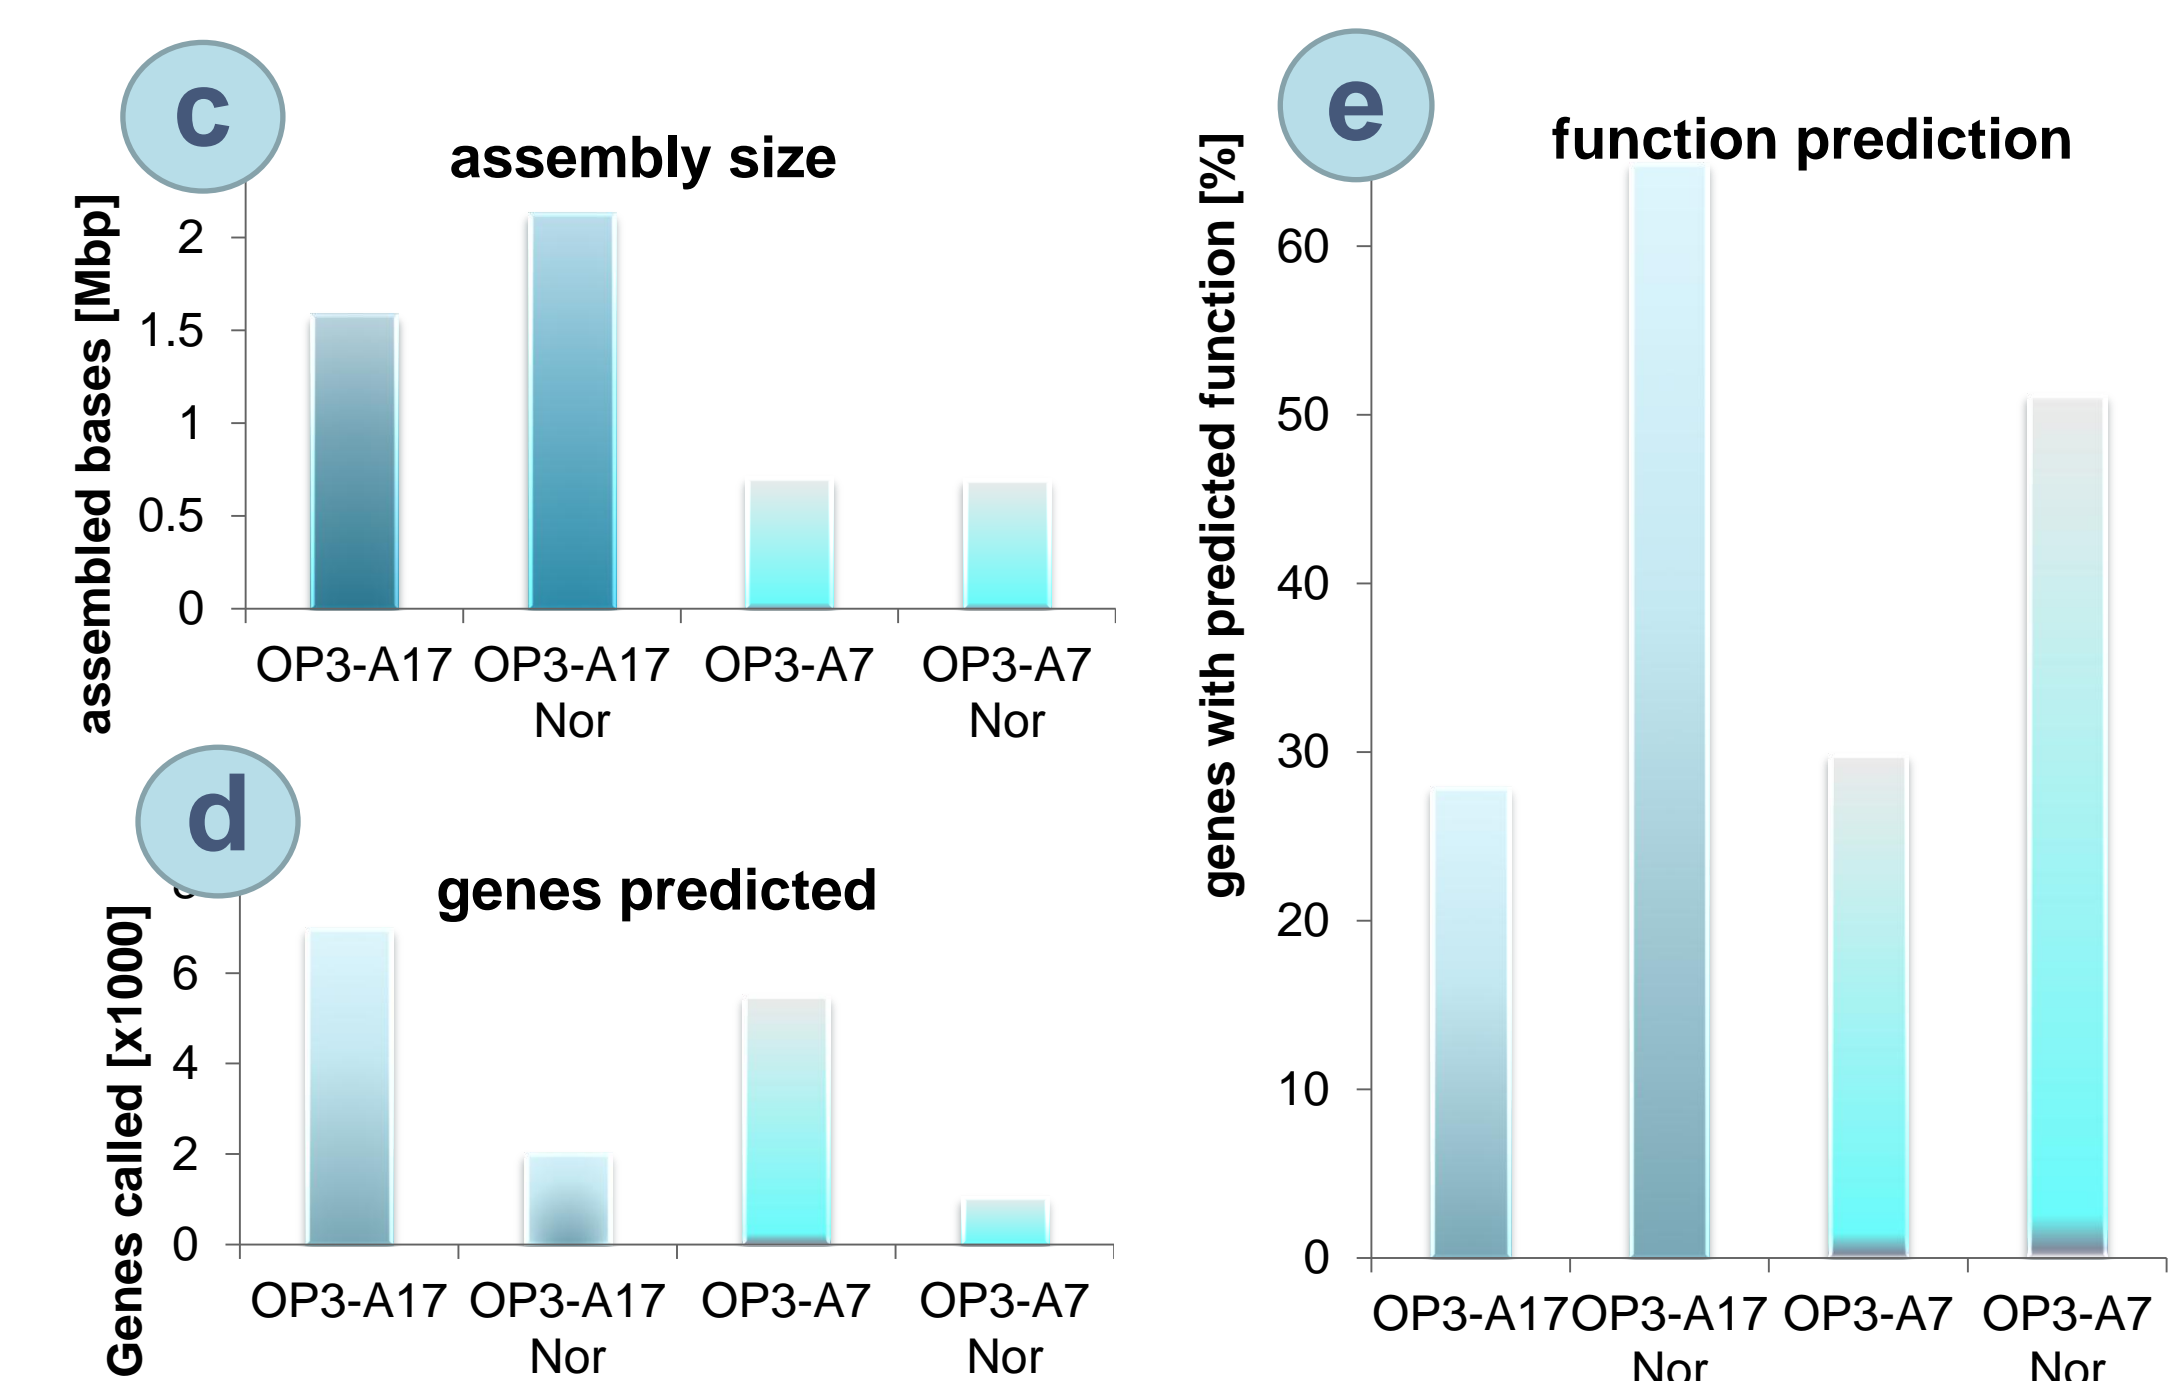 c
assembly size
assembled bases [Mbp]
2
1.5
1
0.5
0
OP3-A17 OP3-A17 OP3-A7 OP3-A7
Nor Nor
d
genes predicted
Genes called [x1000]
6
4
2
0
OP3-A17 OP3-A17 OP3-A7 OP3-A7
Nor Nor
e
function prediction
genes with predicted function [%]
60
50
40
30
20
10
0
OP3-A17 OP3-A17 OP3-A7 OP3-A7
Nor Nor